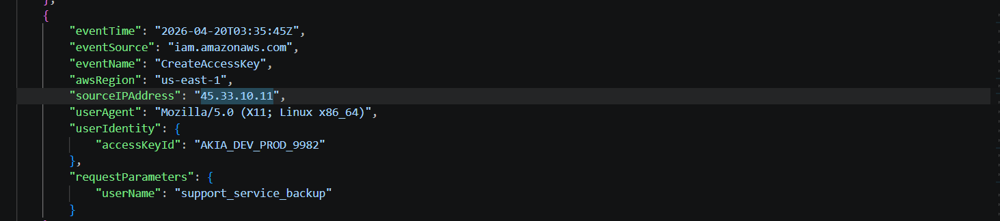 },
{
"eventTime": "2026-04-20T03:35:45Z",
"eventSource": "iam.amazonaws.com",
"eventName": "CreateAccessKey",
"awsRegion": "us-east-1",
"sourceIPAddress": "45.33.10.11",
"userAgent": "Mozilla/5.0 (X11; Linux x86_64)",
"userIdentity": {
"accessKeyId": "AKIA_DEV_PROD_9982"
},
"requestParameters": {
"userName": "support_service_backup"
}